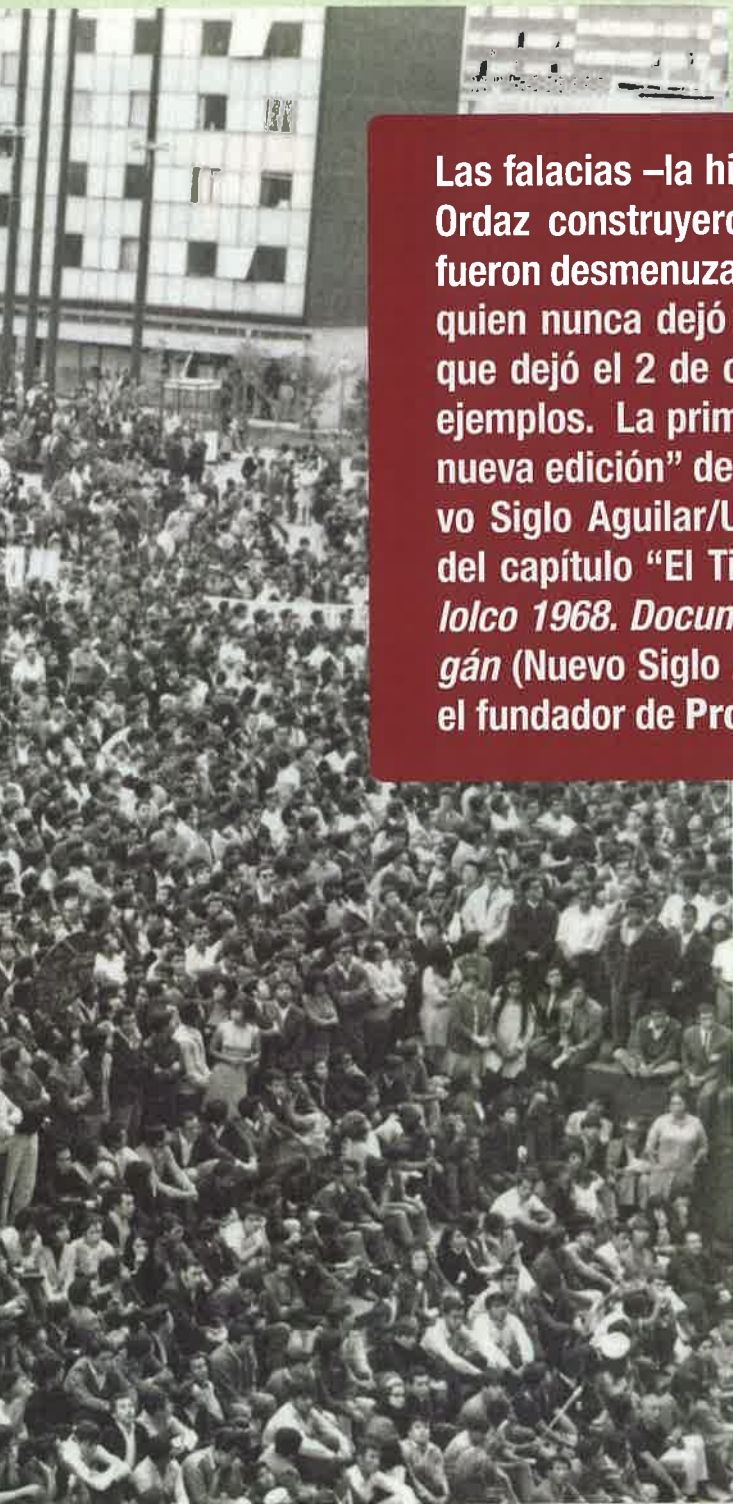 Las falacias –la hi
Ordaz construyero
fueron desmenuza
quien nunca dejó
que dejó el 2 de o
ejemplos. La prim
nueva edición” de
vo Siglo Aguilar/U
del capítulo “El Ti
lolco 1968. Docum
gán (Nuevo Siglo
el fundador de Pro